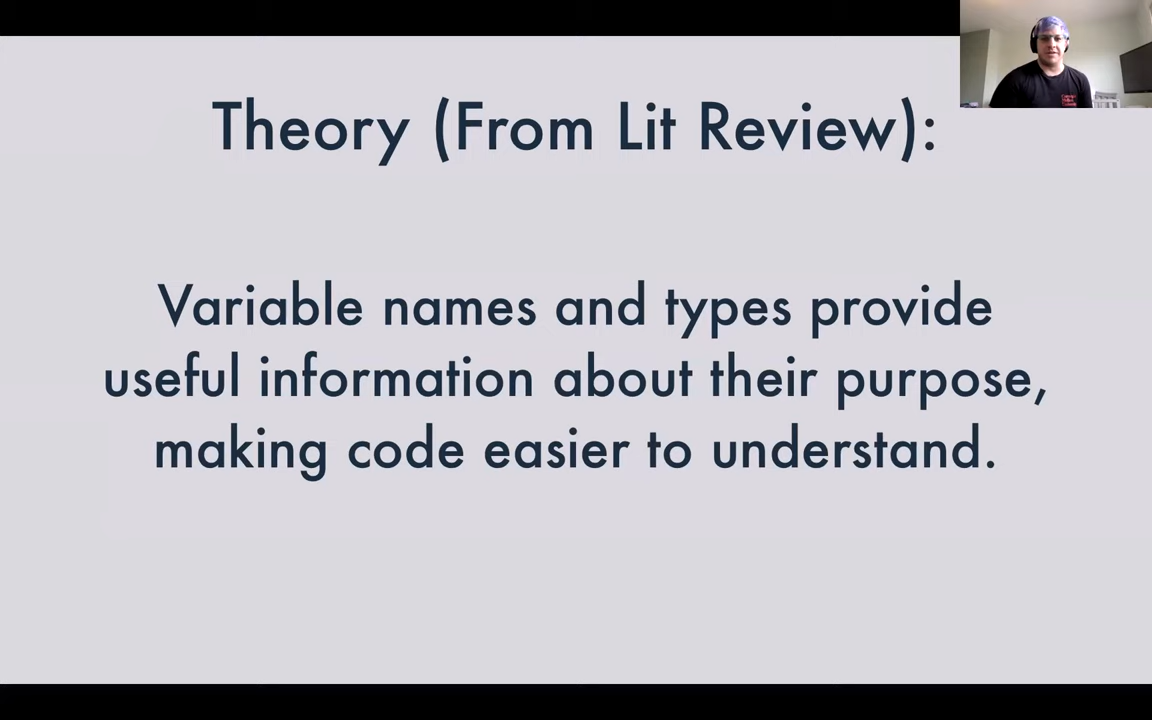 Theory (From Lit Review):
Variable names and types provide
useful information about their purpose,
making code easier to understand.